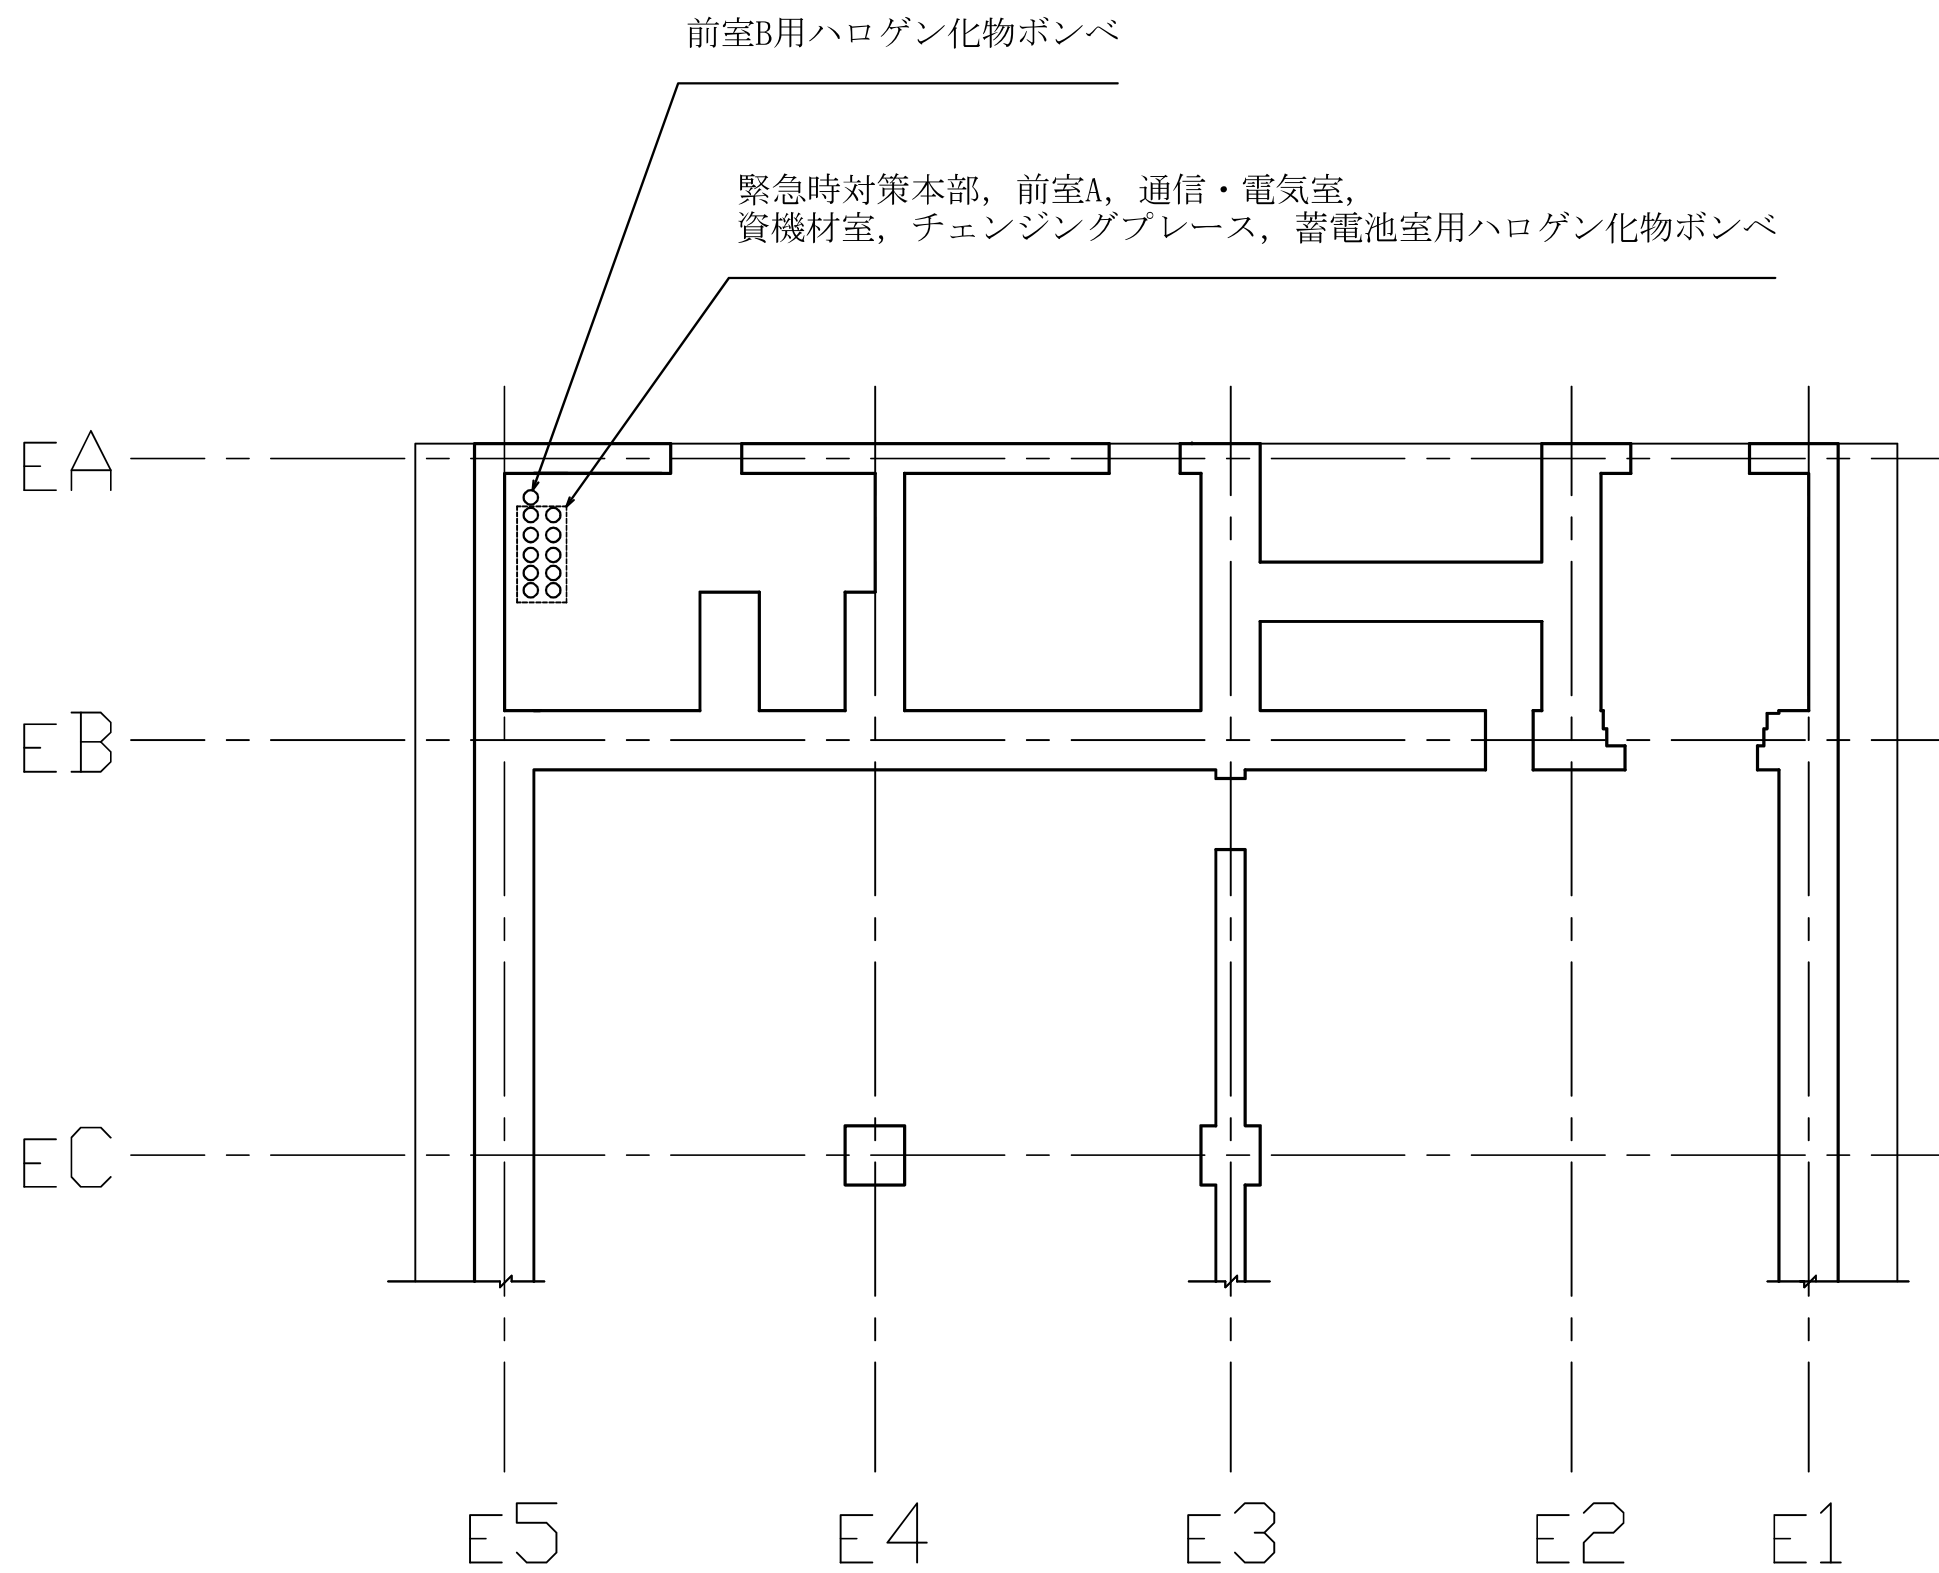 前室B用ハロゲン化物ボンベ
緊急時対策本部，前室A，通信・電気室，
資機材室，チェンジングプレース，蓄電池室用ハロゲン化物ボンベ
EA
EB
EC
E5
E4
E3
E2
E1